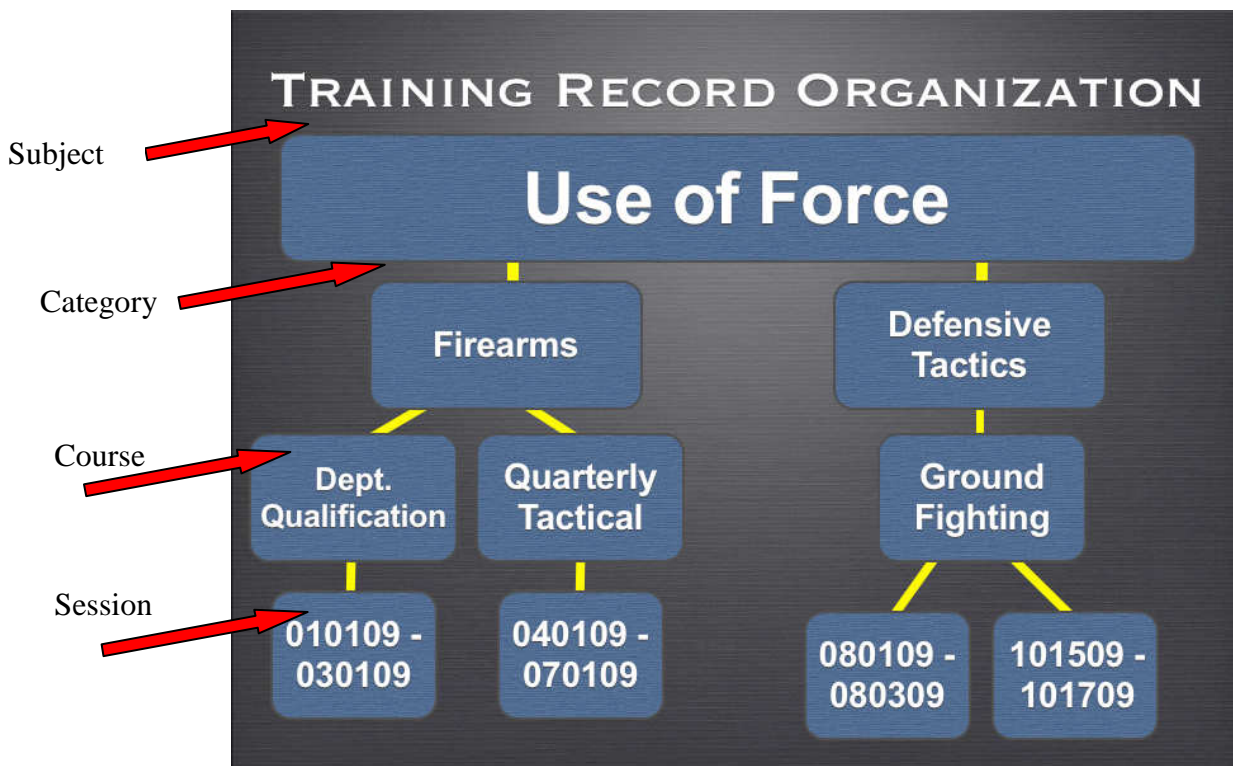 TRAINING RECORD ORGANIZATION
Subject
Use of Force
Category
Firearms
Defensive
Tactics
Course
Dept.
Qualification
Quarterly
Tactical
Ground
Fighting
Session
010109 -
030109
040109 -
070109
080109 -
080309
101509 -
101709